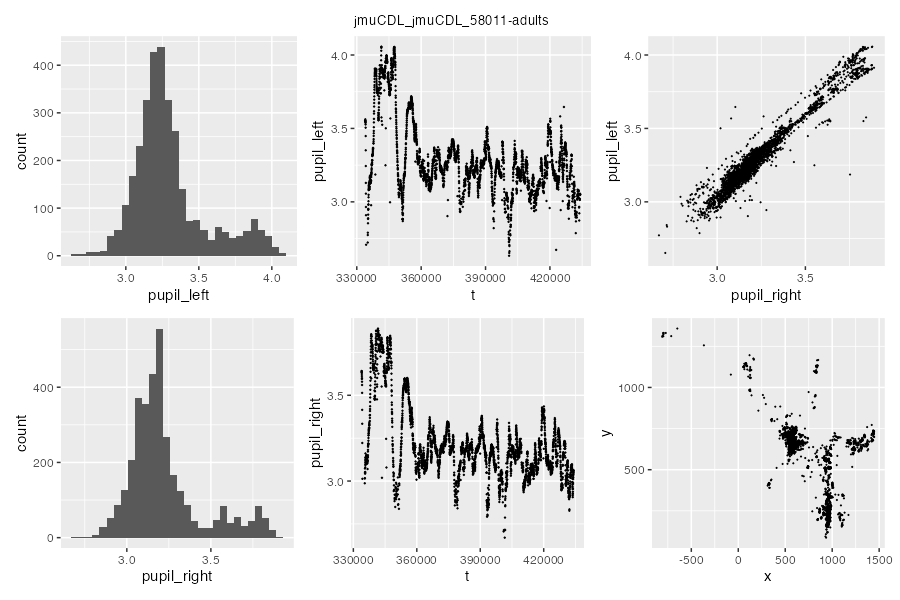 jmuCDL_jmuCDL_58011-adults
count
400
300
200
100
0
3.0 3.5 4.0
pupil_left
pupil_left
4.0
3.5
3.0
330000 360000 390000 420000
t
pupil_left
4.0
3.5
3.0
3.0 3.5
pupil_right
count
400
200
0
3.0 3.5
pupil_right
pupil_right
3.5
3.0
330000 360000 390000 420000
t
y
1000
500
-500 0 500 1000 1500
x